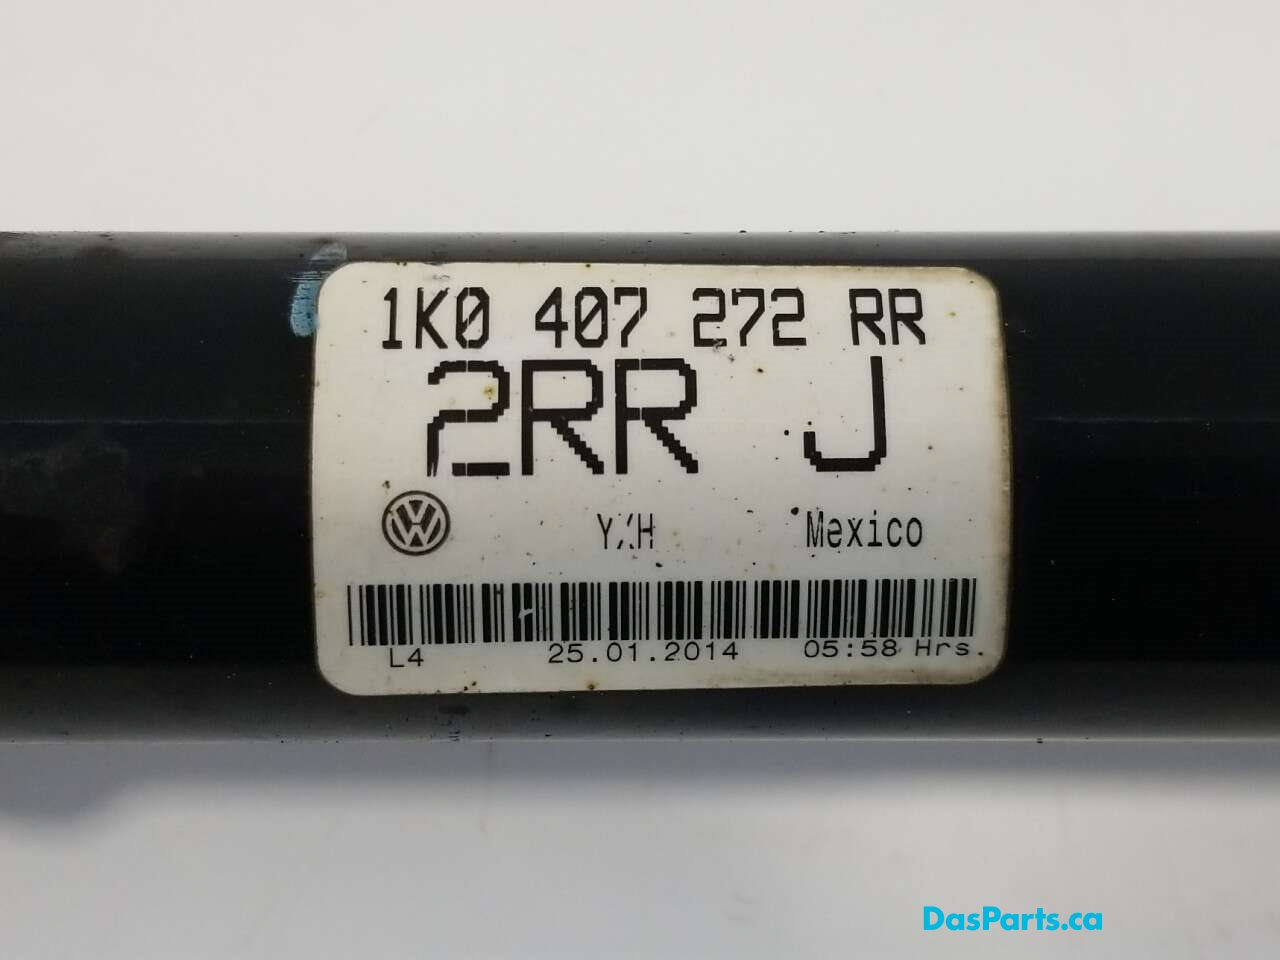 1K0 407 272 RR
2RR J
Mexico
L4 25.01.2014 05:58 Hrs.
DasParts.ca